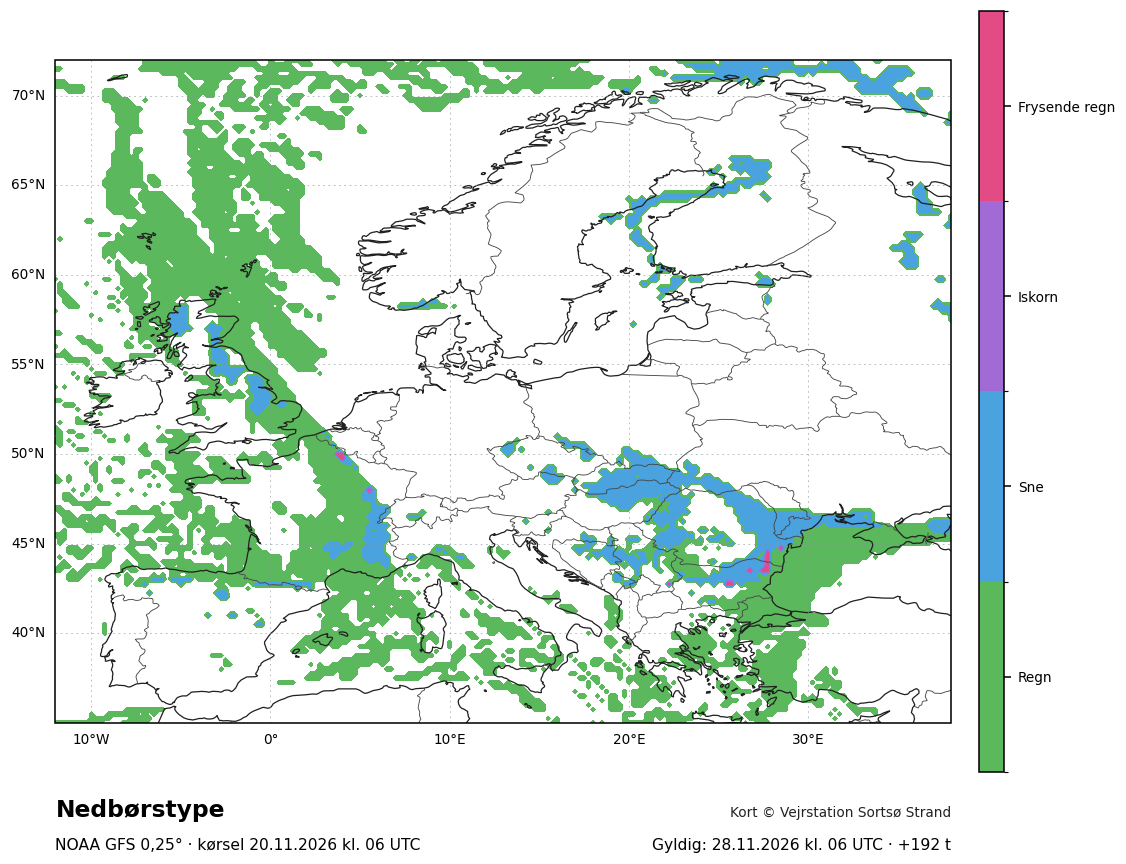 70°N
65°N
60°N
55°N
50°N
45°N
40°N
10°W
0°
10°E
20°E
30°E
Frysende regn
Iskorn
Sne
Regn
Nedbørstype
Kort © Vejrstation Sortsø Strand
NOAA GFS 0,25° · kørsel 20.11.2026 kl. 06 UTC
Gyldig: 28.11.2026 kl. 06 UTC · +192 t